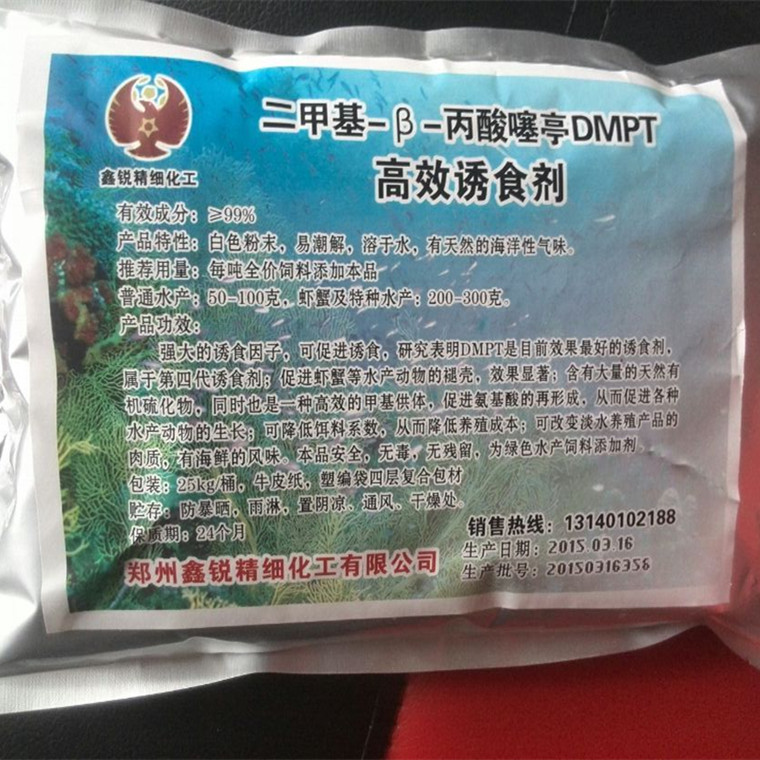 二甲基-β-丙酸噻亭DMPT
高效诱食剂
鑫锐精细化工
有效成分：≥99%
产品特性：白色粉末，易潮解，溶于水，有天然的海洋性气味。
推荐用量：每吨全价饲料添加本品
普通水产：50-100克，虾蟹及特种水产：200-300克。
产品功效：
强大的诱食因子，可促进诱食，研究表明DMPT是目前效果最好的诱食剂，
属于第四代诱食剂；促进虾蟹等水产动物的褪壳，效果显著；含有大量的天然有
机硫化物，同时也是一种高效的甲基供体，促进氨基酸的再形成，从而促进各种
水产动物的生长；可降低饵料系数，从而降低养殖成本；可改变淡水养殖产品的
肉质，有海鲜的风味。本品安全，无毒，无残留，为绿色水产饲料添加剂。
包装：25kg/桶，牛皮纸，塑编袋四层复合包材
贮存：防暴晒，雨淋，置阴凉、通风、干燥处。
保质期：24个月
销售热线：13140102188
生产日期：2015.03.16
生产批号：20150316328
郑州鑫锐精细化工有限公司